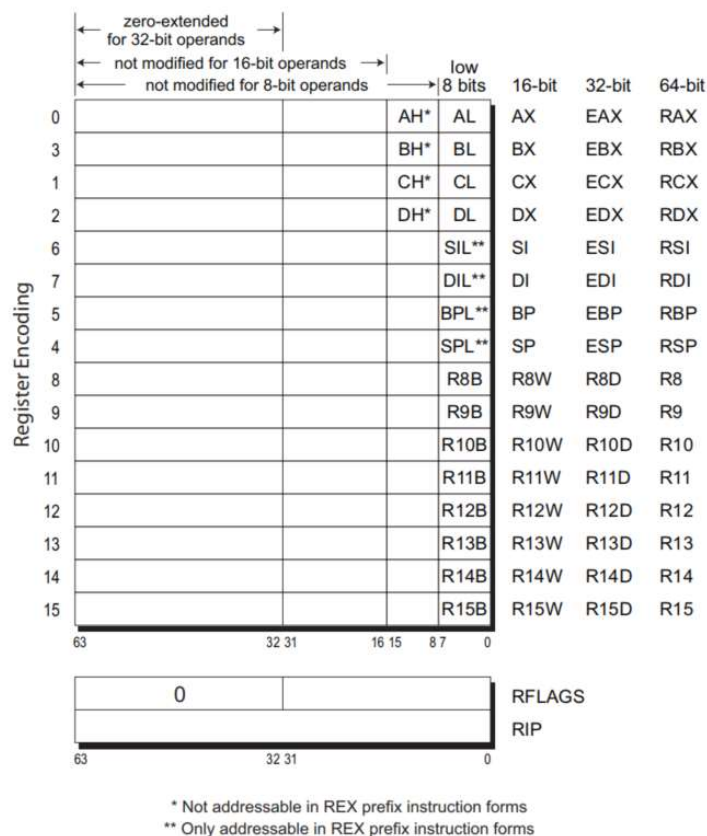 zero-extended
for 32-bit operands
not modified for 16-bit operands
low
not modified for 8-bit operands 8 bits 16-bit 32-bit 64-bit
0 AH* AL AX EAX RAX
3 BH* BL BX EBX RBX
1 CH* CL CX ECX RCX
2 DH* DL DX EDX RDX
6 SIL** SI ESI RSI
7 DIL** DI EDI RDI
5 BPL** BP EBP RBP
4 SPL** SP ESP RSP
Register Encoding
8 R8B R8W R8D R8
9 R9B R9W R9D R9
10 R10B R10W R10D R10
11 R11B R11W R11D R11
12 R12B R12W R12D R12
13 R13B R13W R13D R13
14 R14B R14W R14D R14
15 R15B R15W R15D R15
63 32 31 16 15 8 7 0
0 RFLAGS
RIP
63 32 31 0
* Not addressable in REX prefix instruction forms
** Only addressable in REX prefix instruction forms